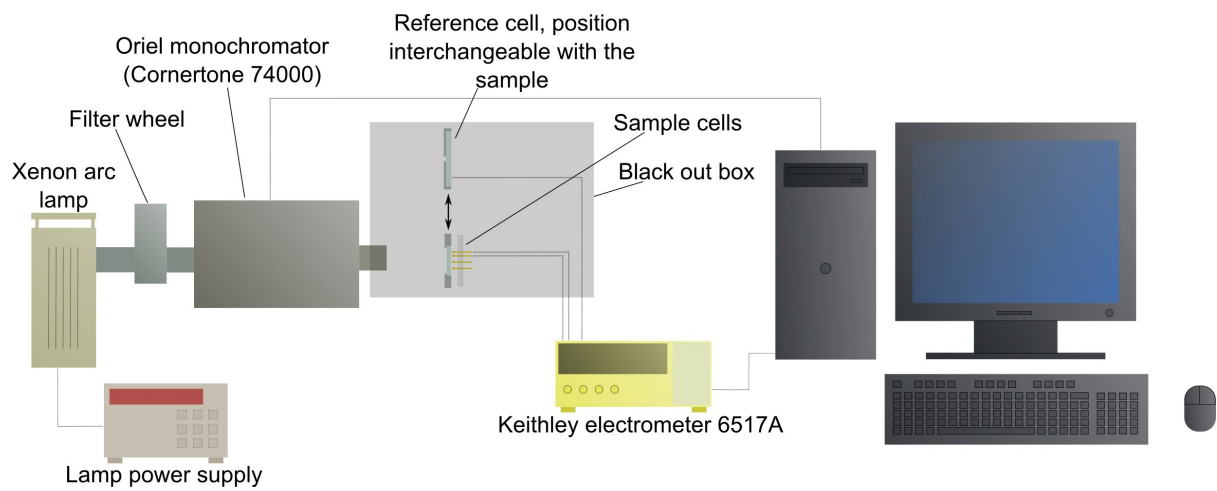 Reference cell, position
interchangeable with the
sample
Oriel monochromator
(Cornertone 74000)
Filter wheel
Sample cells
Xenon arc
lamp
Black out box
Keithley electrometer 6517A
Lamp power supply